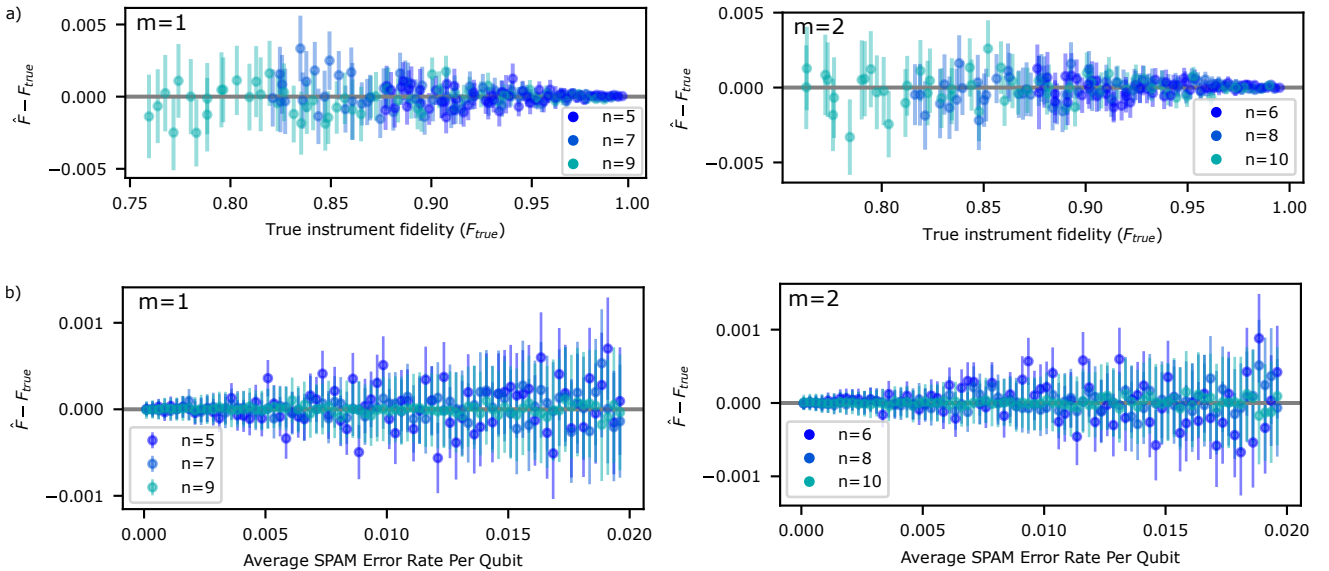 a)
m=1
0.005
0.000
−0.005
F̂ − F_true
0.75
0.80
0.85
0.90
0.95
1.00
True instrument fidelity (F_true)
n=5
n=7
n=9
m=2
0.005
0.000
−0.005
F̂ − F_true
0.80
0.85
0.90
0.95
1.00
True instrument fidelity (F_true)
n=6
n=8
n=10
b)
m=1
0.001
0.000
−0.001
F̂ − F_true
0.000
0.005
0.010
0.015
0.020
Average SPAM Error Rate Per Qubit
n=5
n=7
n=9
m=2
0.001
0.000
−0.001
F̂ − F_true
0.000
0.005
0.010
0.015
0.020
Average SPAM Error Rate Per Qubit
n=6
n=8
n=10